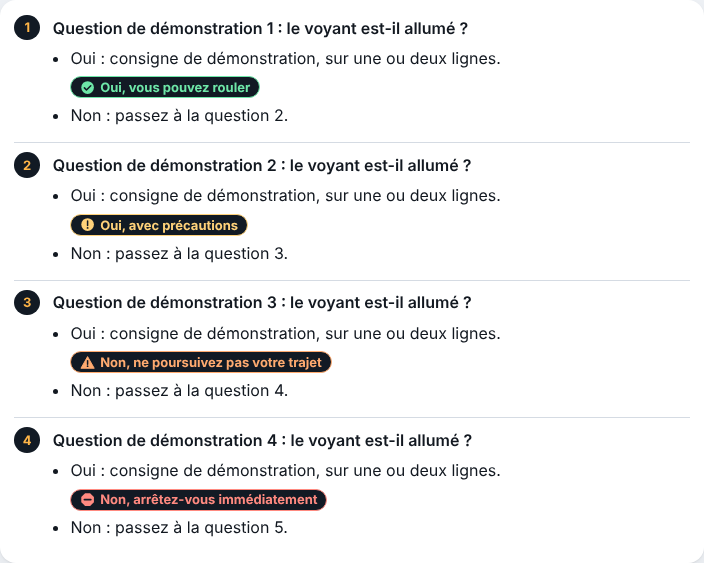 1 Question de démonstration 1 : le voyant est-il allumé ?
• Oui : consigne de démonstration, sur une ou deux lignes.
Oui, vous pouvez rouler
• Non : passez à la question 2.
2 Question de démonstration 2 : le voyant est-il allumé ?
• Oui : consigne de démonstration, sur une ou deux lignes.
Oui, avec précautions
• Non : passez à la question 3.
3 Question de démonstration 3 : le voyant est-il allumé ?
• Oui : consigne de démonstration, sur une ou deux lignes.
Non, ne poursuivez pas votre trajet
• Non : passez à la question 4.
4 Question de démonstration 4 : le voyant est-il allumé ?
• Oui : consigne de démonstration, sur une ou deux lignes.
Non, arrêtez-vous immédiatement
• Non : passez à la question 5.